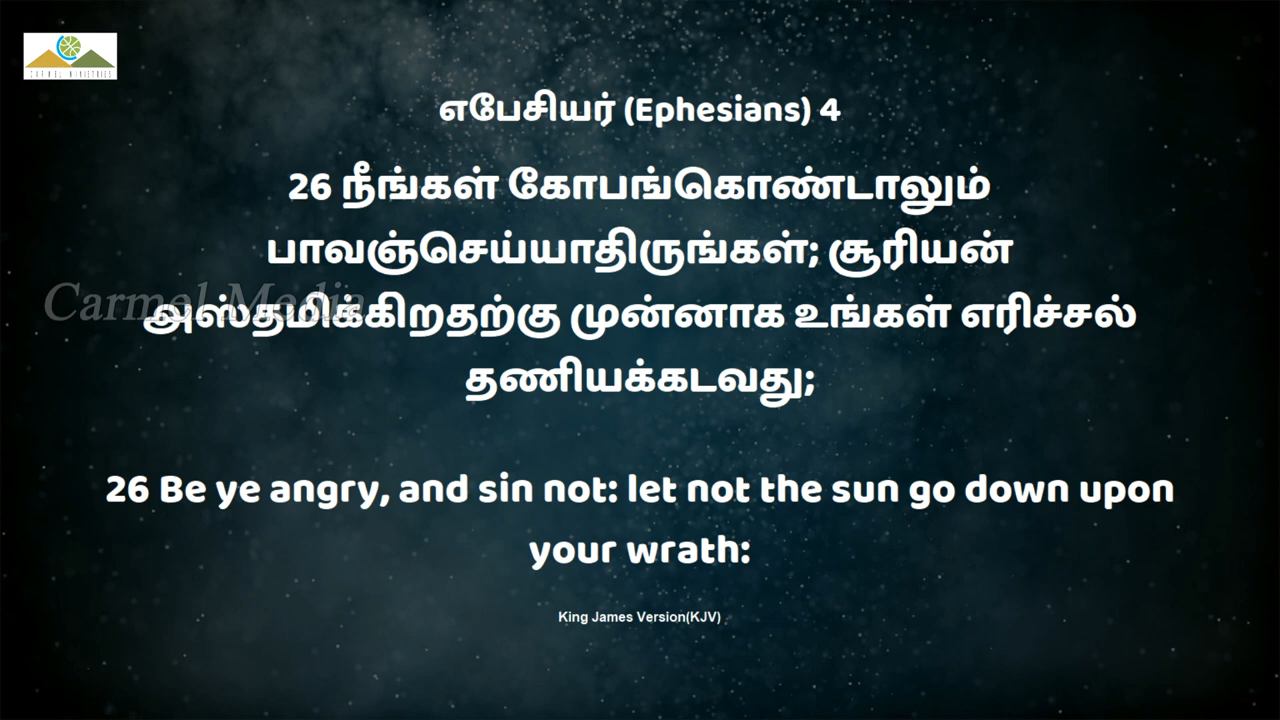 CARMEL MINISTRIES
எபேசியர் (Ephesians) 4
26 நீங்கள் கோபங்கொண்டாலும்
பாவஞ்செய்யாதிருங்கள்; சூரியன்
Carmel Media
அஸ்தமிக்கிறதற்கு முன்னாக உங்கள் எரிச்சல்
தணியக்கடவது;
26 Be ye angry, and sin not: let not the sun go down upon
your wrath:
King James Version(KJV)